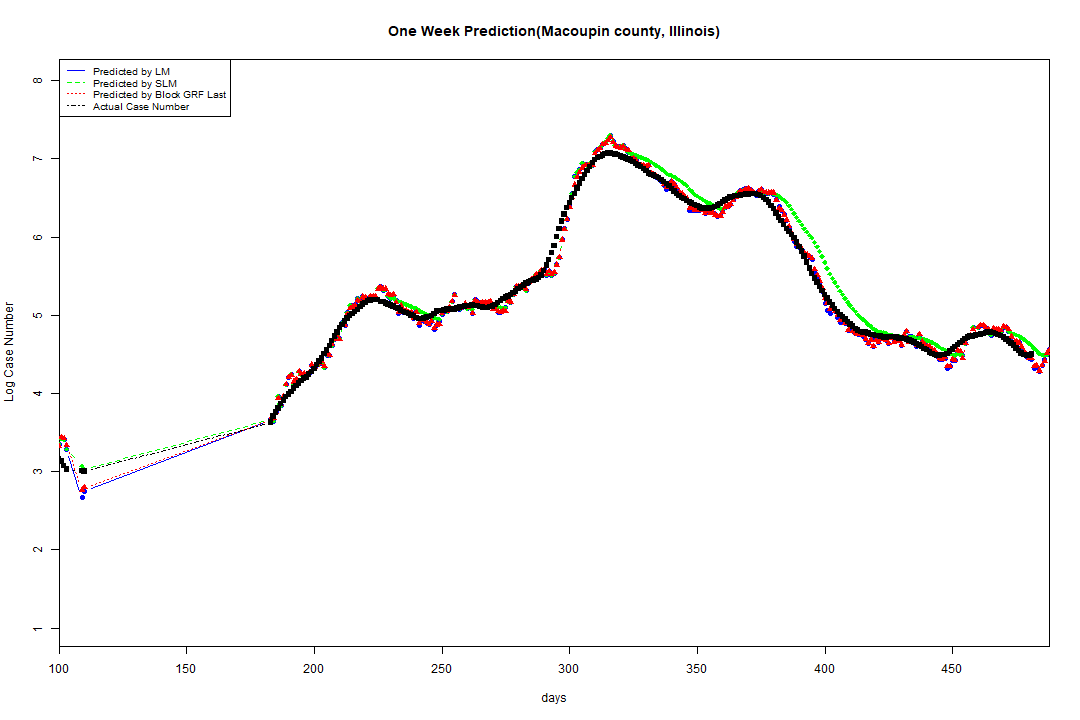 One Week Prediction(Macoupin county, Illinois)
Predicted by LM
Predicted by SLM
Predicted by Block GRF Last
Actual Case Number
8
7
6
5
4
3
2
1
Log Case Number
100 150 200 250 300 350 400 450
days